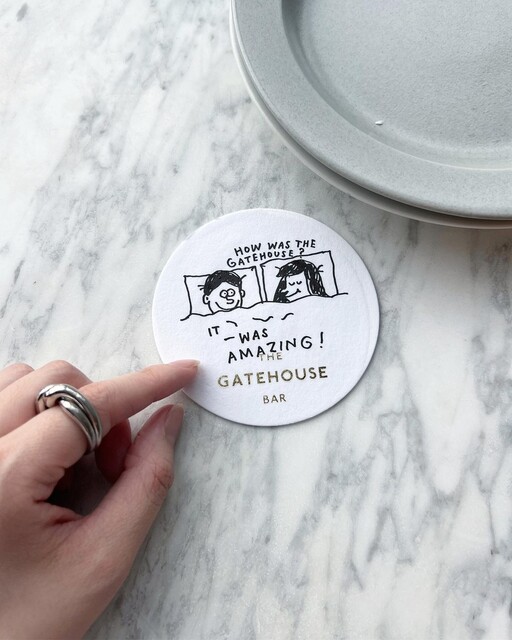 HOW WAS THE
GATEHOUSE?
IT
- WAS
AMAZING!
THE
GATEHOUSE
BAR